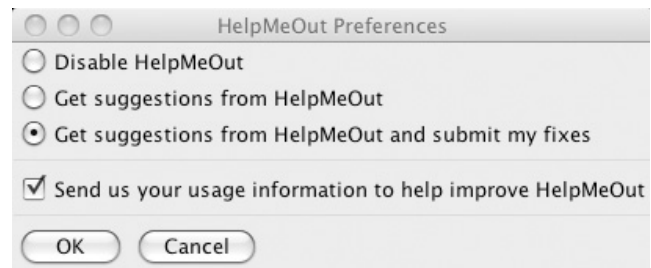 HelpMeOut Preferences
Disable HelpMeOut
Get suggestions from HelpMeOut
Get suggestions from HelpMeOut and submit my fixes
Send us your usage information to help improve HelpMeOut
OK Cancel